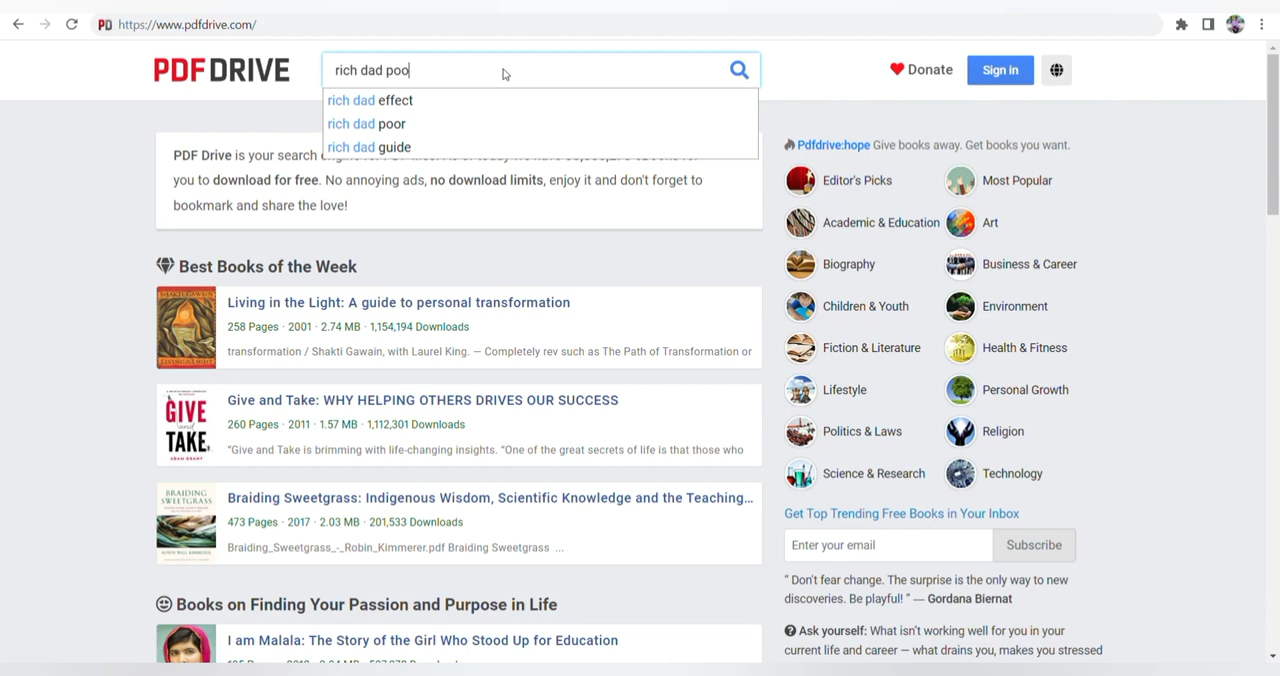 PD https://www.pdfdrive.com/
PDFDRIVE
rich dad poo
Donate
Sign in
rich dad effect
rich dad poor
rich dad guide
PDF Drive is your search
you to download for free. No annoying ads, no download limits, enjoy it and don't forget to
bookmark and share the love!
Best Books of the Week
Living in the Light: A guide to personal transformation
258 Pages · 2001 · 2.74 MB · 1,154,194 Downloads
transformation / Shakti Gawain, with Laurel King. — Completely rev such as The Path of Transformation or
GIVE
and
TAKE
ADAM GRANT
Give and Take: WHY HELPING OTHERS DRIVES OUR SUCCESS
260 Pages · 2011 · 1.57 MB · 1,112,301 Downloads
"Give and Take is brimming with life-changing insights. "One of the great secrets of life is that those who
BRAIDING
SWEETGRASS
Braiding Sweetgrass: Indigenous Wisdom, Scientific Knowledge and the Teaching...
473 Pages · 2017 · 2.03 MB · 201,533 Downloads
Braiding_Sweetgrass_-_Robin_Kimmerer.pdf Braiding Sweetgrass ...
Books on Finding Your Passion and Purpose in Life
I am Malala: The Story of the Girl Who Stood Up for Education
Pdfdrive:hope Give books away. Get books you want.
Editor's Picks
Most Popular
Academic & Education
Art
Biography
Business & Career
Children & Youth
Environment
Fiction & Literature
Health & Fitness
Lifestyle
Personal Growth
Politics & Laws
Religion
Science & Research
Technology
Get Top Trending Free Books in Your Inbox
Enter your email
Subscribe
" Don't fear change. The surprise is the only way to new
discoveries. Be playful! " — Gordana Biernat
Ask yourself: What isn't working well for you in your
current life and career — what drains you, makes you stressed